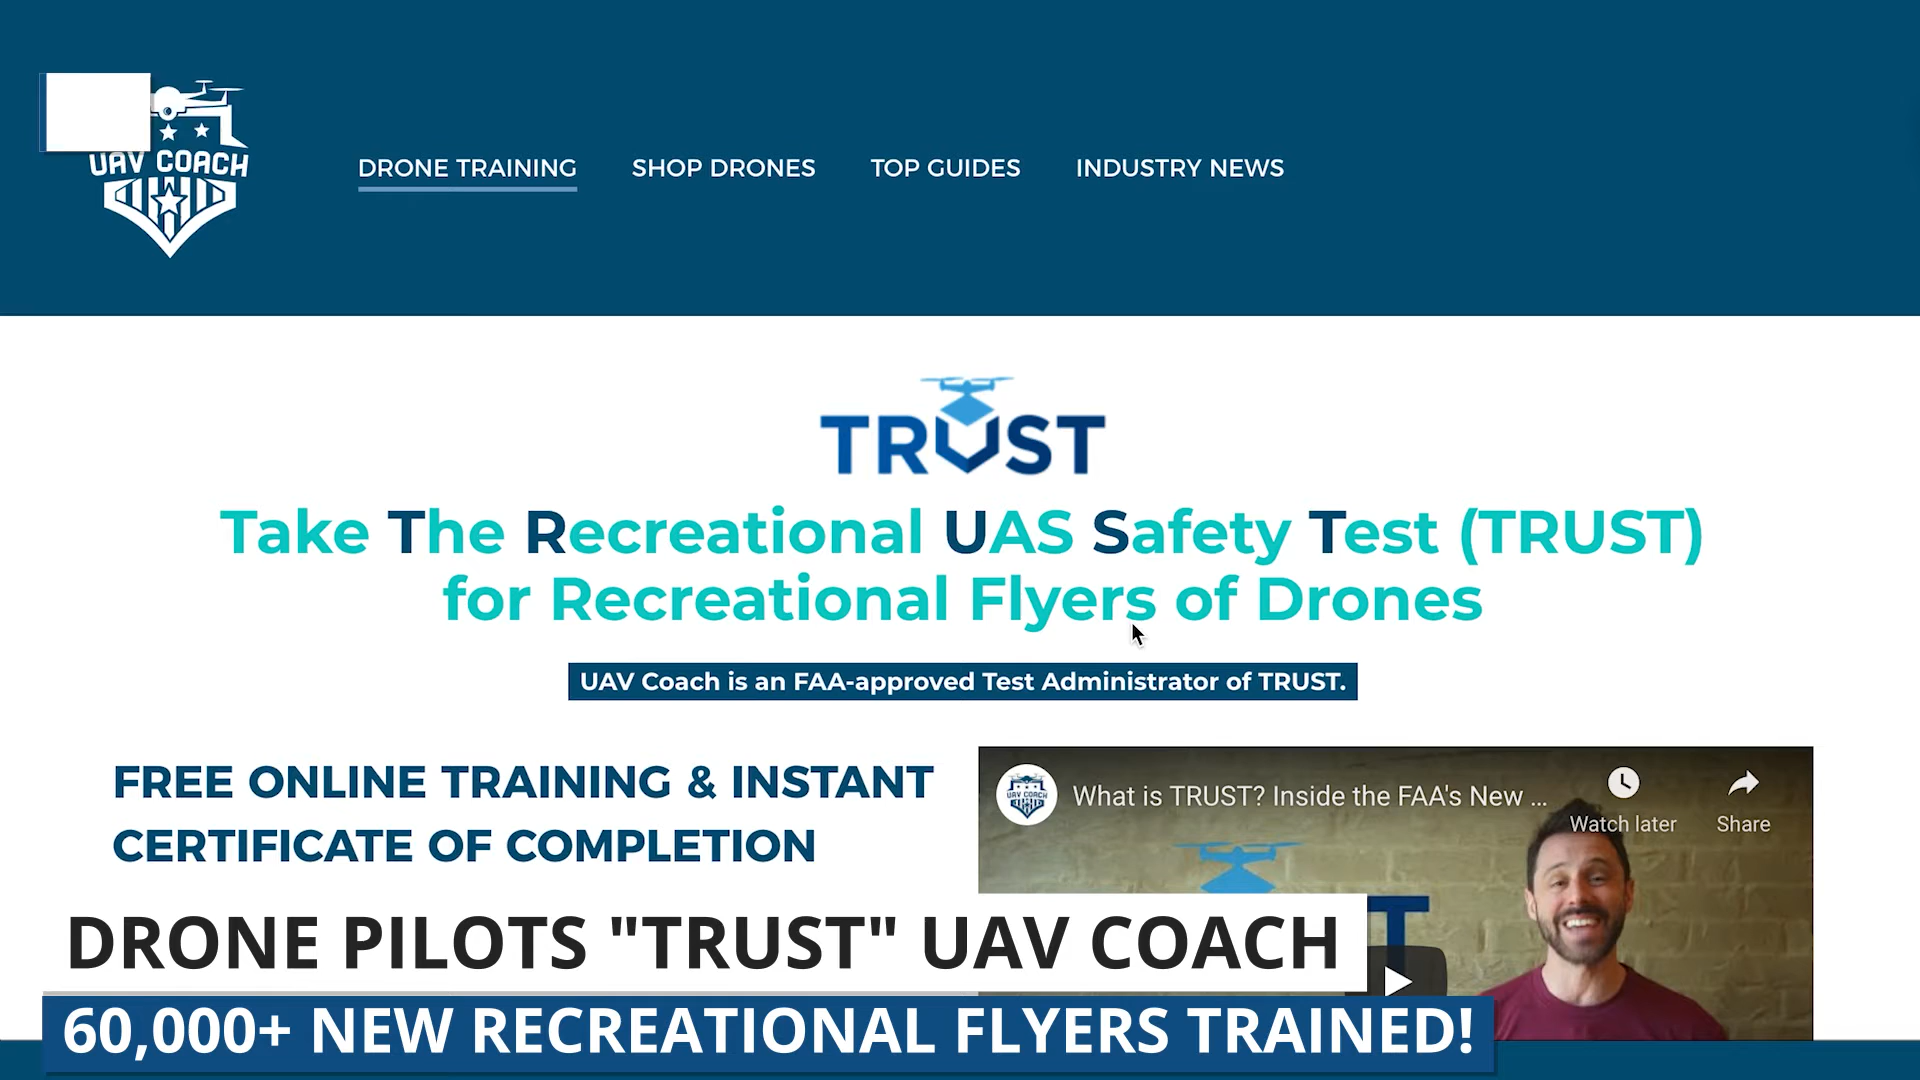 UAV COACH
DRONE TRAINING
SHOP DRONES
TOP GUIDES
INDUSTRY NEWS
TRUST
Take The Recreational UAS Safety Test (TRUST)
for Recreational Flyers of Drones
UAV Coach is an FAA-approved Test Administrator of TRUST.
FREE ONLINE TRAINING & INSTANT
CERTIFICATE OF COMPLETION
UAV COACH
What is TRUST? Inside the FAA's New ...
Watch later
Share
T
DRONE PILOTS "TRUST" UAV COACH
60,000+ NEW RECREATIONAL FLYERS TRAINED!